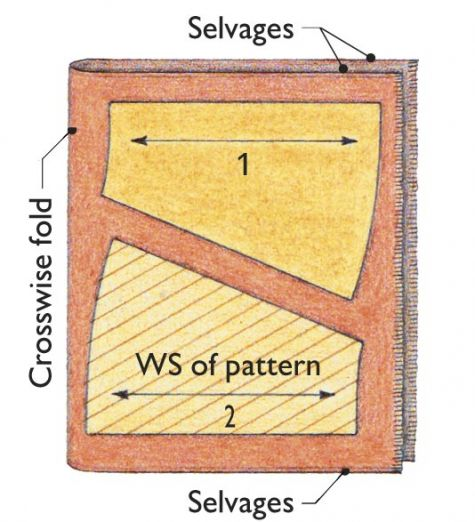 Selvages
Crosswise fold
1
WS of pattern
2
Selvages